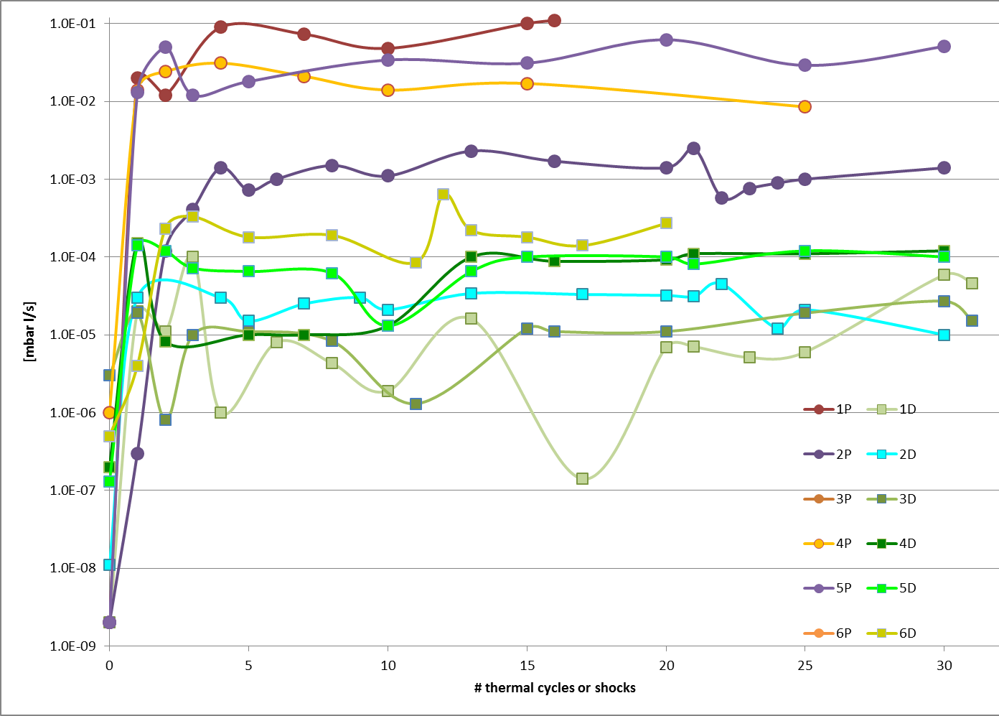 1.0E-01
1.0E-02
1.0E-03
1.0E-04
1.0E-05
1.0E-06
1.0E-07
1.0E-08
1.0E-09
[mbar l/s]
0 5 10 15 20 25 30
# thermal cycles or shocks
1P 1D
2P 2D
3P 3D
4P 4D
5P 5D
6P 6D